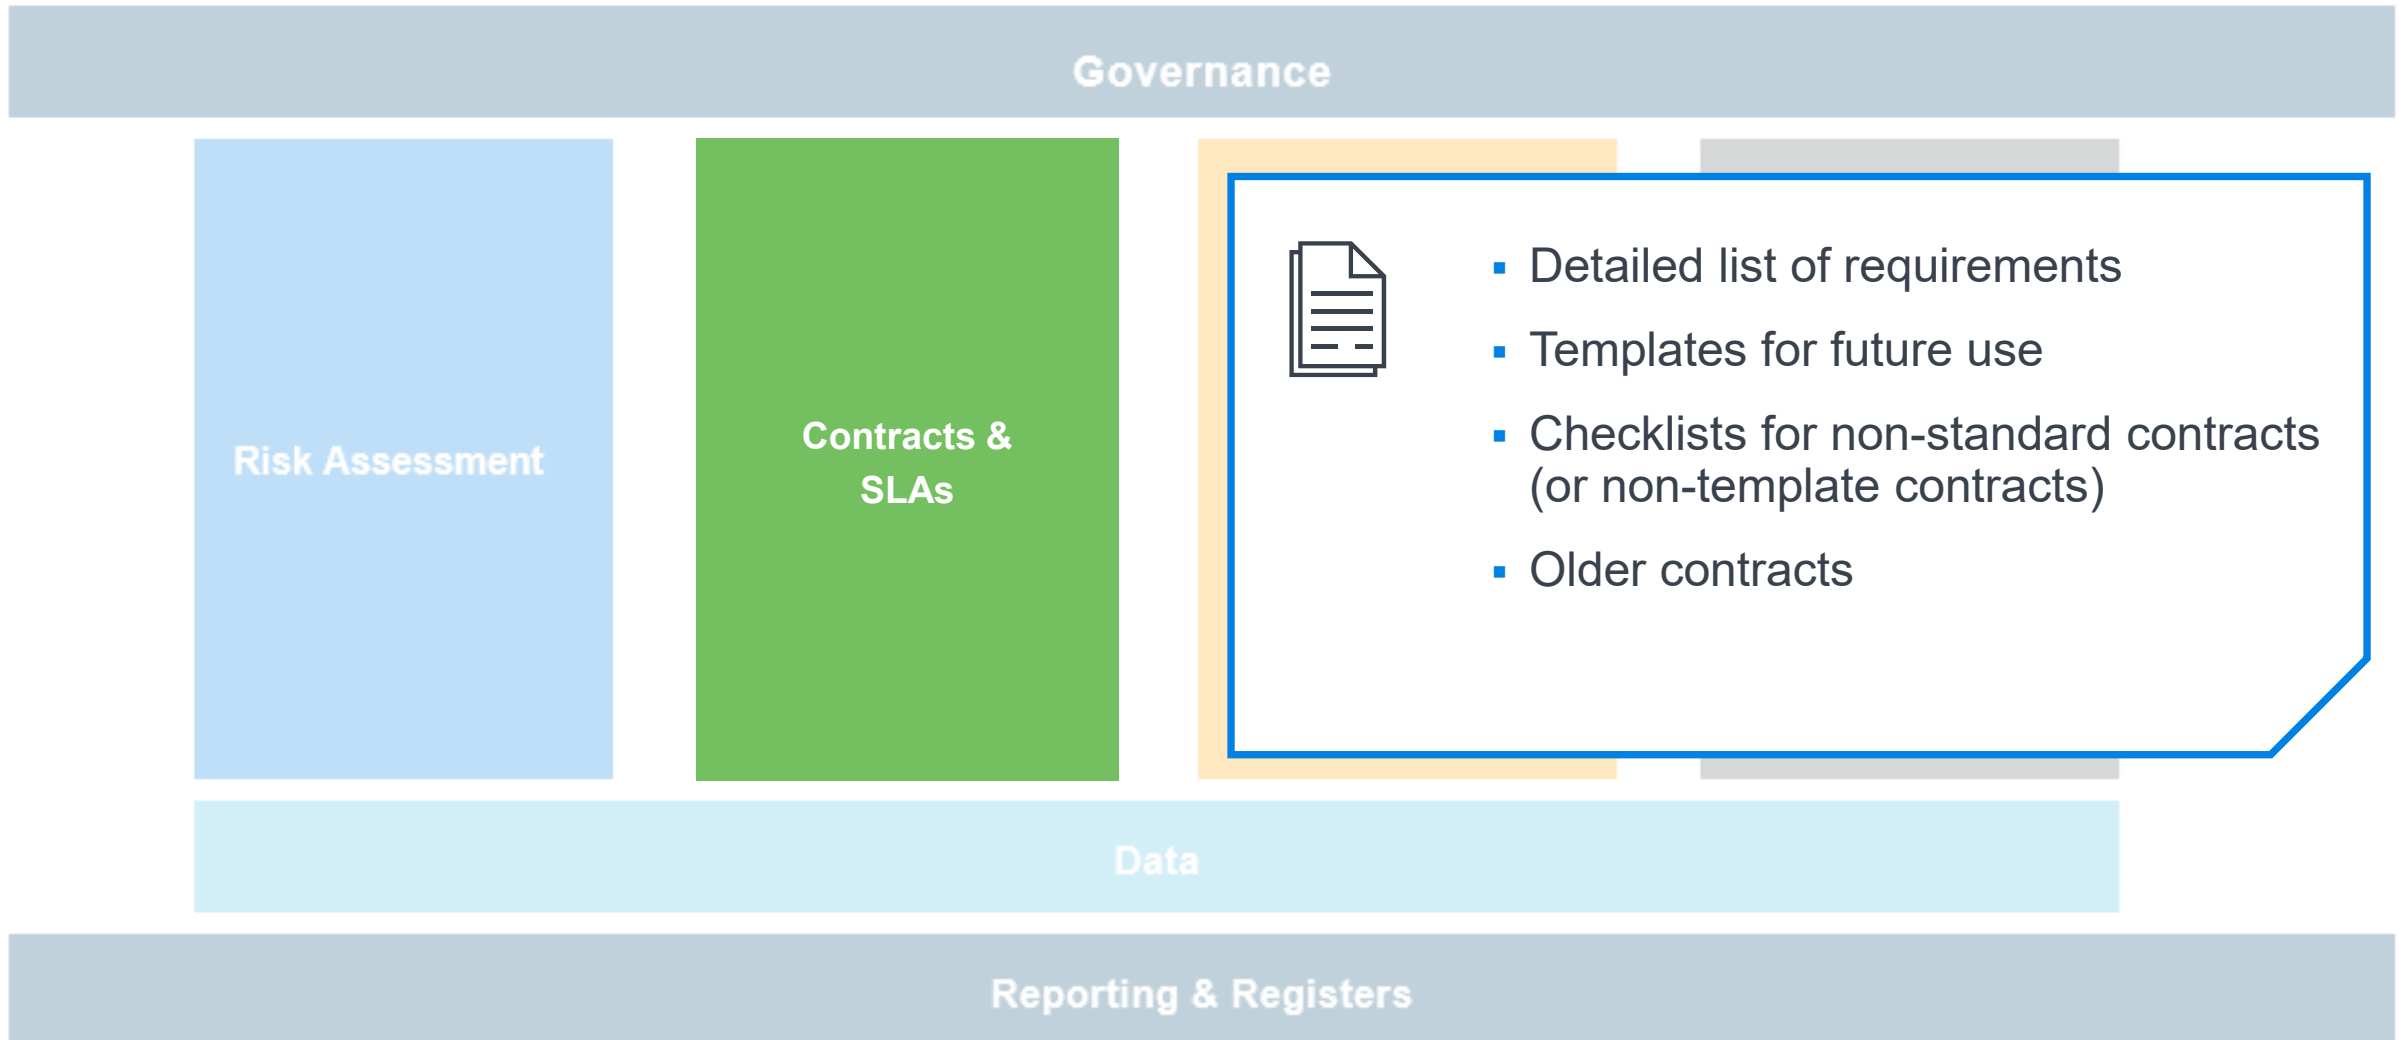 Governance
Risk Assessment
Contracts &
SLAs
▪ Detailed list of requirements
▪ Templates for future use
▪ Checklists for non-standard contracts
(or non-template contracts)
▪ Older contracts
Data
Reporting & Registers